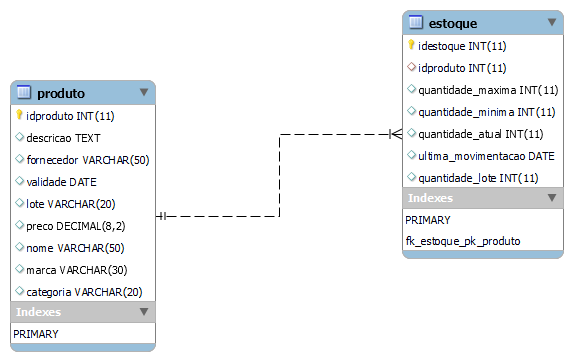 produto
idproduto INT(11)
descricao TEXT
fornecedor VARCHAR(50)
validade DATE
lote VARCHAR(20)
preco DECIMAL(8,2)
nome VARCHAR(50)
marca VARCHAR(30)
categoria VARCHAR(20)
Indexes
PRIMARY
estoque
idestoque INT(11)
idproduto INT(11)
quantidade_maxima INT(11)
quantidade_minima INT(11)
quantidade_atual INT(11)
ultima_movimentacao DATE
quantidade_lote INT(11)
Indexes
PRIMARY
fk_estoque_pk_produto